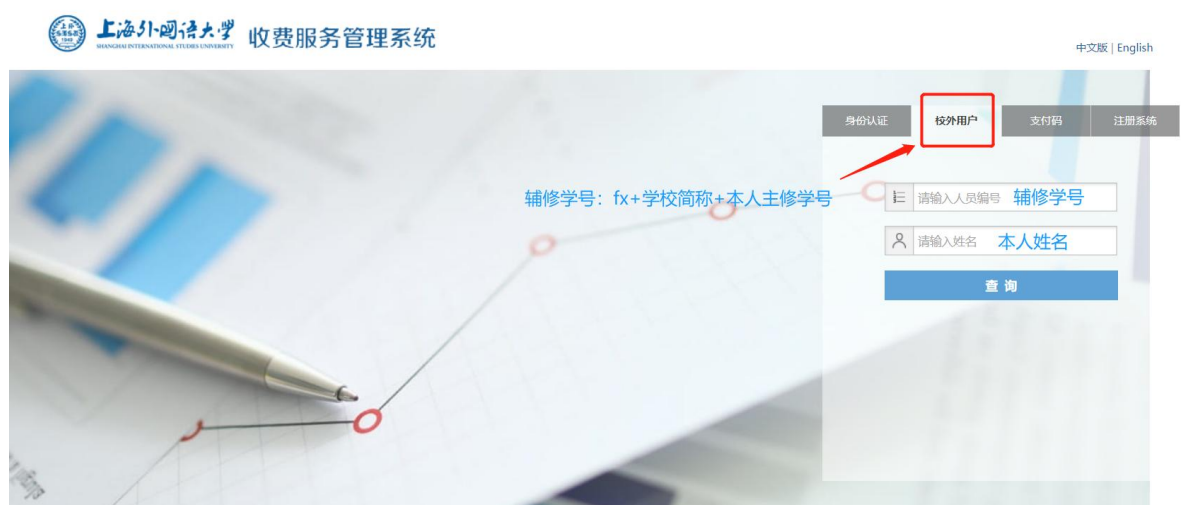 上海外国语大学 收费服务管理系统
SHANGHAI INTERNATIONAL STUDIES UNIVERSITY
中文版 | English
身份认证 校外用户 支付码 注册系统
辅修学号：fx+学校简称+本人主修学号
请输入人员编号 辅修学号
请输入姓名 本人姓名
查 询